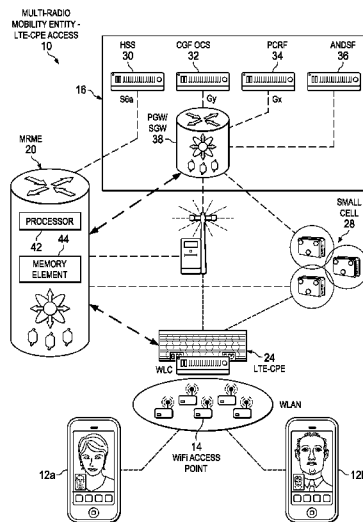 MULTI-RADIO
MOBILITY ENTITY -
LTE-CPE ACCESS
10
HSS
30
CGF OCS
32
PCRF
34
ANDSF
36
16
S6a
Gy
Gx
PGW/
SGW
38
MRME
20
PROCESSOR
42
44
MEMORY
ELEMENT
SMALL
CELL
28
24
LTE-CPE
WLC
WLAN
14
WiFi ACCESS
POINT
12a
12b